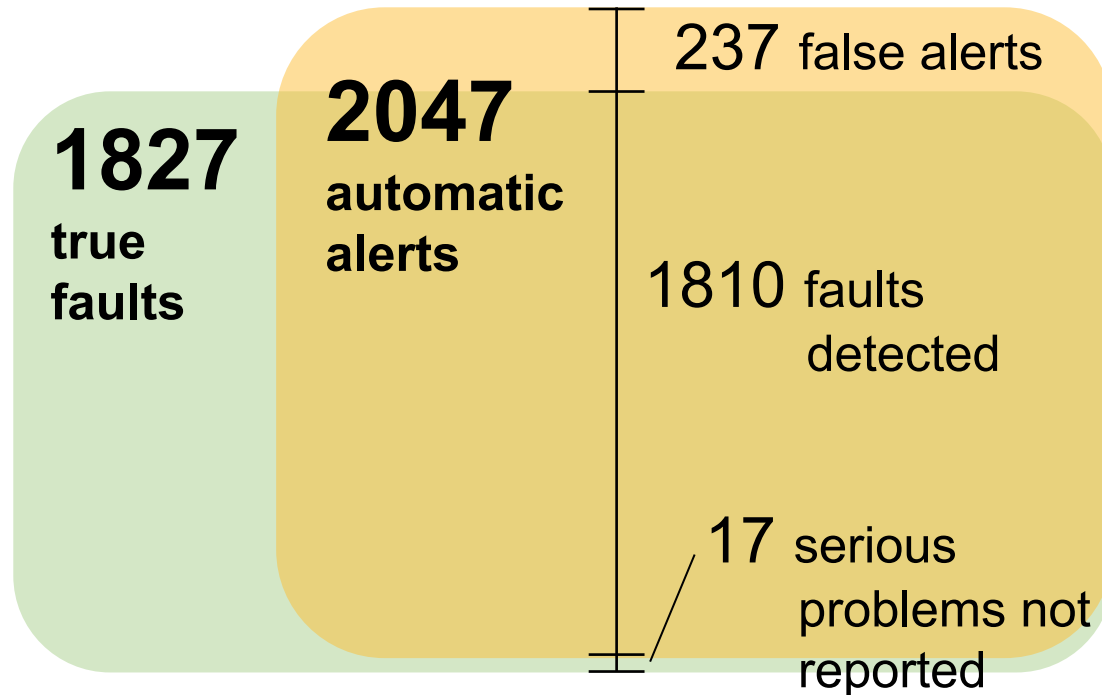 237 false alerts
2047
automatic
alerts
1827
true
faults
1810 faults
detected
17 serious
problems not
reported